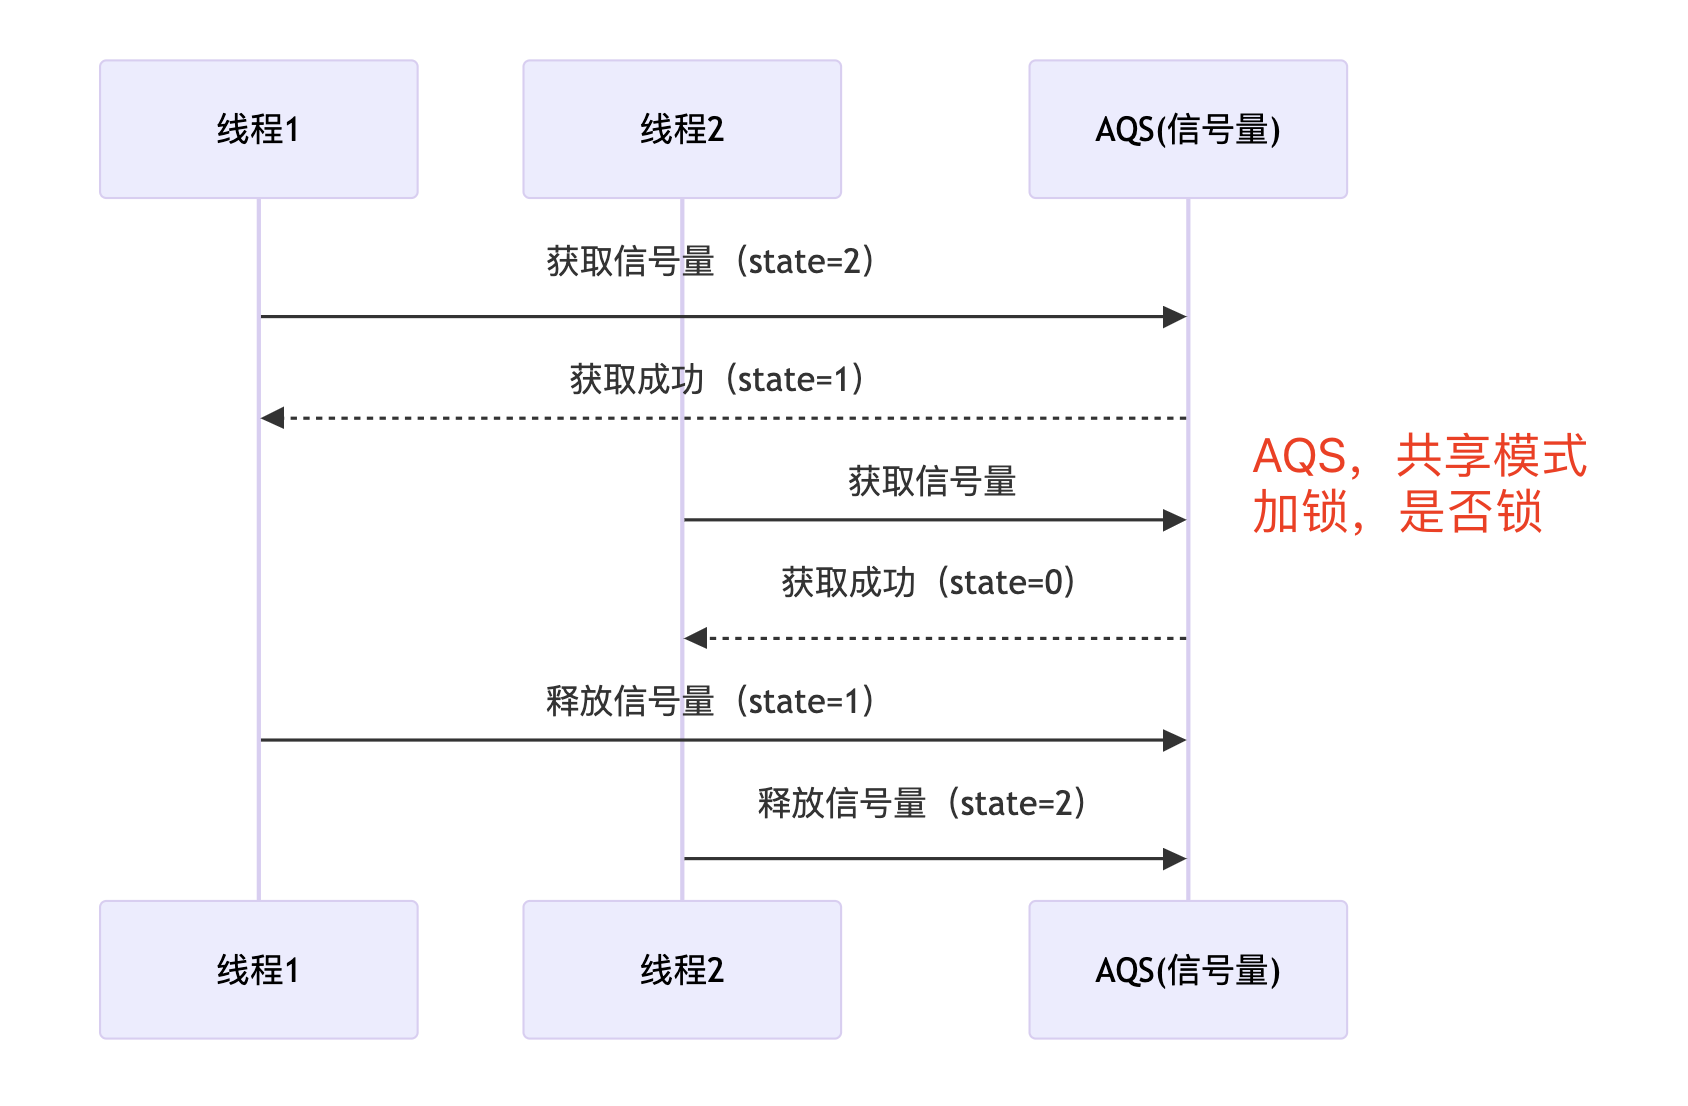 线程1
线程2
AQS(信号量)
获取信号量（state=2）
获取成功（state=1）
获取信号量
获取成功（state=0）
释放信号量（state=1）
释放信号量（state=2）
AQS，共享模式
加锁，是否锁
线程1
线程2
AQS(信号量)